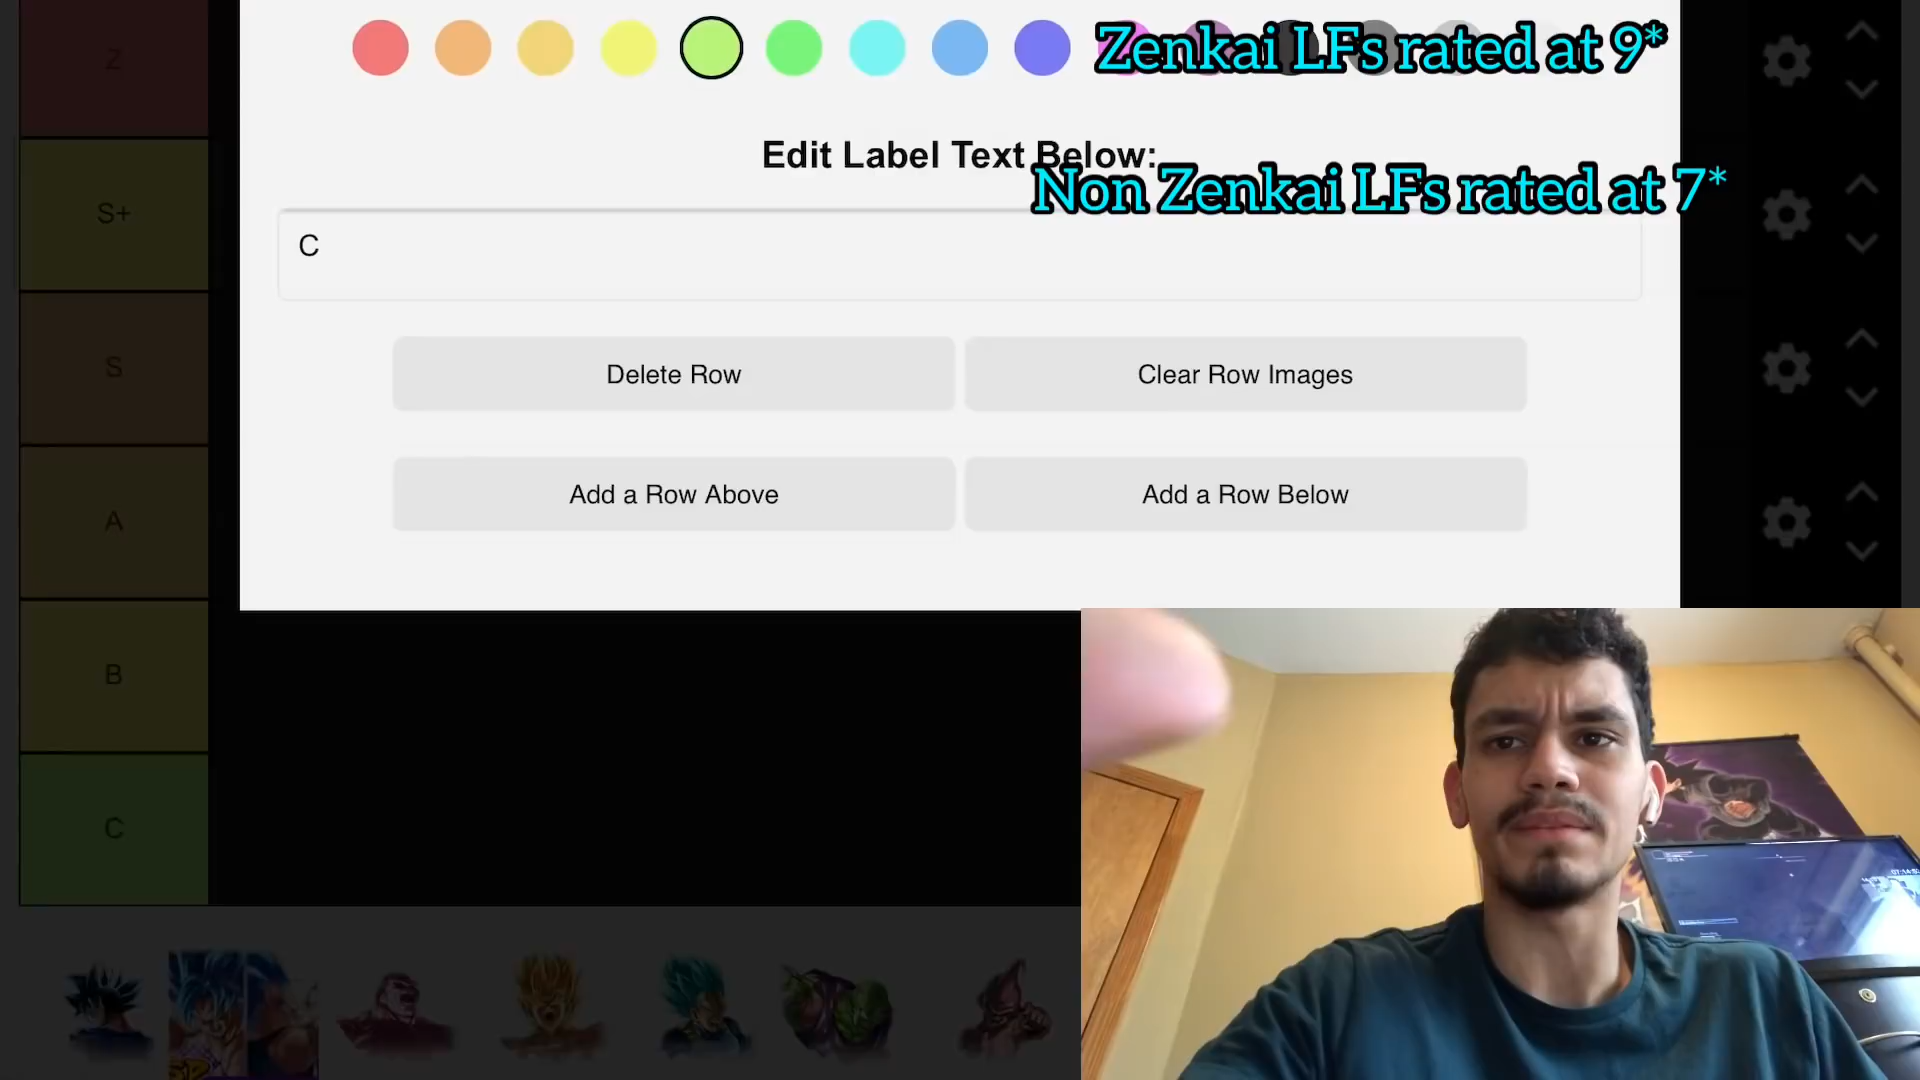 Zenkai LFs rated at 9*
Z
Edit Label Text Below:
Non Zenkai LFs rated at 7*
S+
C
S
Delete Row
Clear Row Images
Add a Row Above
Add a Row Below
A
B
C